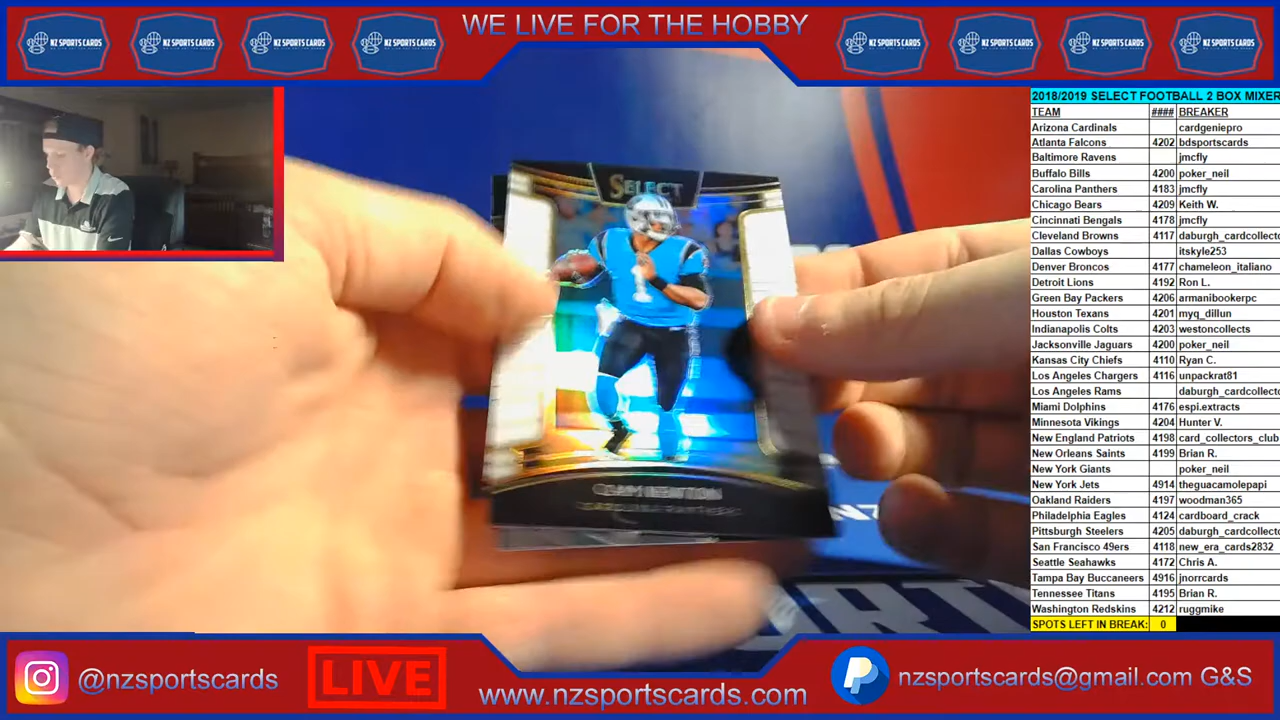 WE LIVE FOR THE HOBBY
NZ SPORTS CARDS
NZ SPORTS CARDS
NZ SPORTS CARDS
NZ SPORTS CARDS
NZ SPORTS CARDS
NZ SPORTS CARDS
NZ SPORTS CARDS
NZ SPORTS CARDS
2018/2019 SELECT FOOTBALL 2 BOX MIXER
TEAM #### BREAKER
Arizona Cardinals cardgeniepro
Atlanta Falcons 4202 bdsportscards
Baltimore Ravens jmcfly
Buffalo Bills 4200 poker_neil
Carolina Panthers 4183 jmcfly
Chicago Bears 4209 Keith W.
Cincinnati Bengals 4178 jmcfly
Cleveland Browns 4117 daburgh_cardcollecto
Dallas Cowboys itskyle253
Denver Broncos 4177 chameleon_italiano
Detroit Lions 4192 Ron L.
Green Bay Packers 4206 armanibookerpc
Houston Texans 4201 myq_dillun
Indianapolis Colts 4203 westoncollects
Jacksonville Jaguars 4200 poker_neil
Kansas City Chiefs 4110 Ryan C.
Los Angeles Chargers 4116 unpackrat81
Los Angeles Rams daburgh_cardcollecto
Miami Dolphins 4176 espi.extracts
Minnesota Vikings 4204 Hunter V.
New England Patriots 4198 card_collectors_club
New Orleans Saints 4199 Brian R.
New York Giants poker_neil
New York Jets 4914 theguacamolepapi
Oakland Raiders 4197 woodman365
Philadelphia Eagles 4124 cardboard_crack
Pittsburgh Steelers 4205 daburgh_cardcollecto
San Francisco 49ers 4118 new_era_cards2832
Seattle Seahawks 4172 Chris A.
Tampa Bay Buccaneers 4916 jnorrcards
Tennessee Titans 4195 Brian R.
Washington Redskins 4212 ruggmike
SPOTS LEFT IN BREAK: 0
SELECT
1
CAM NEWTON
CAROLINA PANTHERS
@nzsportscards
LIVE
www.nzsportscards.com
nzsportscards@gmail.com G&S